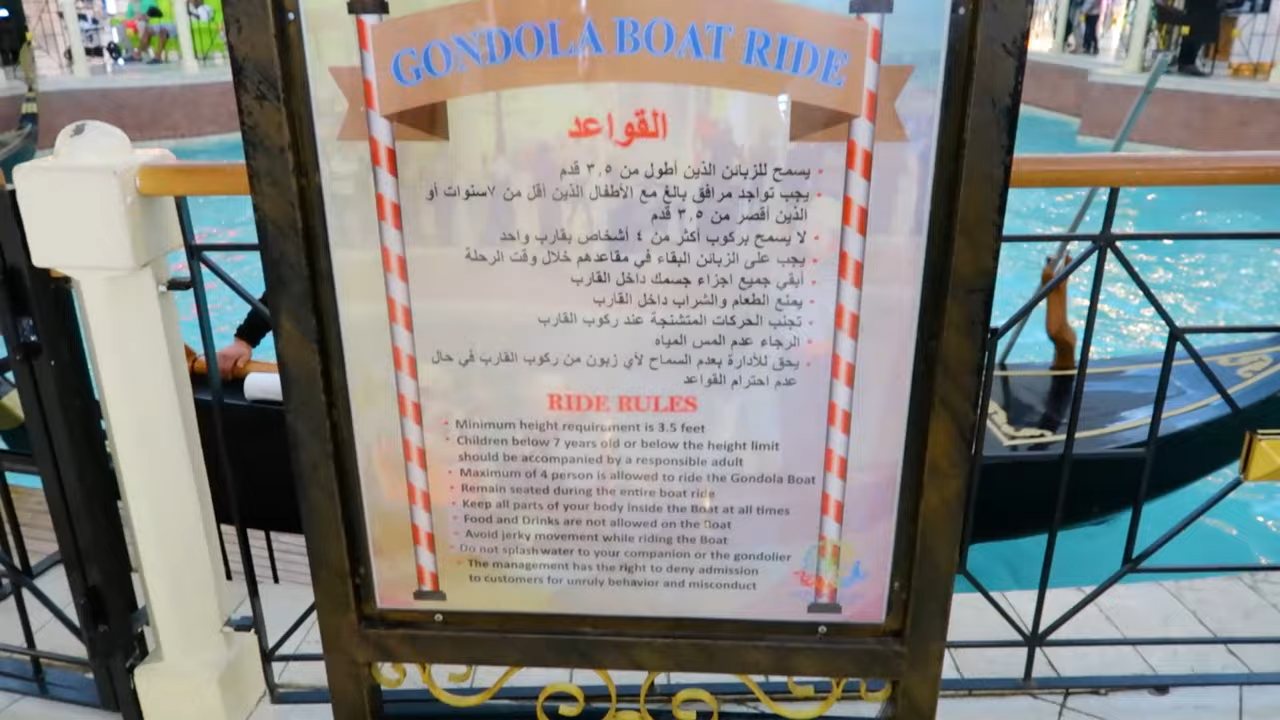 GONDOLA BOAT RIDE
القواعد
• يسمح للزبائن الذين أطول من ٣,٥ قدم
• يجب تواجد مرافق بالغ مع الأطفال الذين أقل من ٧سنوات أو
الذين أقصر من ٣,٥ قدم
• لا يسمح بركوب أكثر من ٤ أشخاص بقارب واحد
• يجب على الزبائن البقاء في مقاعدهم خلال وقت الرحلة
• أبقي جميع اجزاء جسمك داخل القارب
• يمنع الطعام والشراب داخل القارب
• تجنب الحركات المتشنجة عند ركوب القارب
• الرجاء عدم المس المياه
• يحق للأدارة بعدم السماح لأي زبون من ركوب القارب في حال
عدم احترام القواعد
RIDE RULES
• Minimum height requirement is 3.5 feet
• Children below 7 years old or below the height limit
should be accompanied by a responsible adult
• Maximum of 4 person is allowed to ride the Gondola Boat
• Remain seated during the entire boat ride
• Keep all parts of your body inside the Boat at all times
• Food and Drinks are not allowed on the Boat
• Avoid jerky movement while riding the Boat
• Do not splash water to your companion or the gondolier
• The management has the right to deny admission
to customers for unruly behavior and misconduct